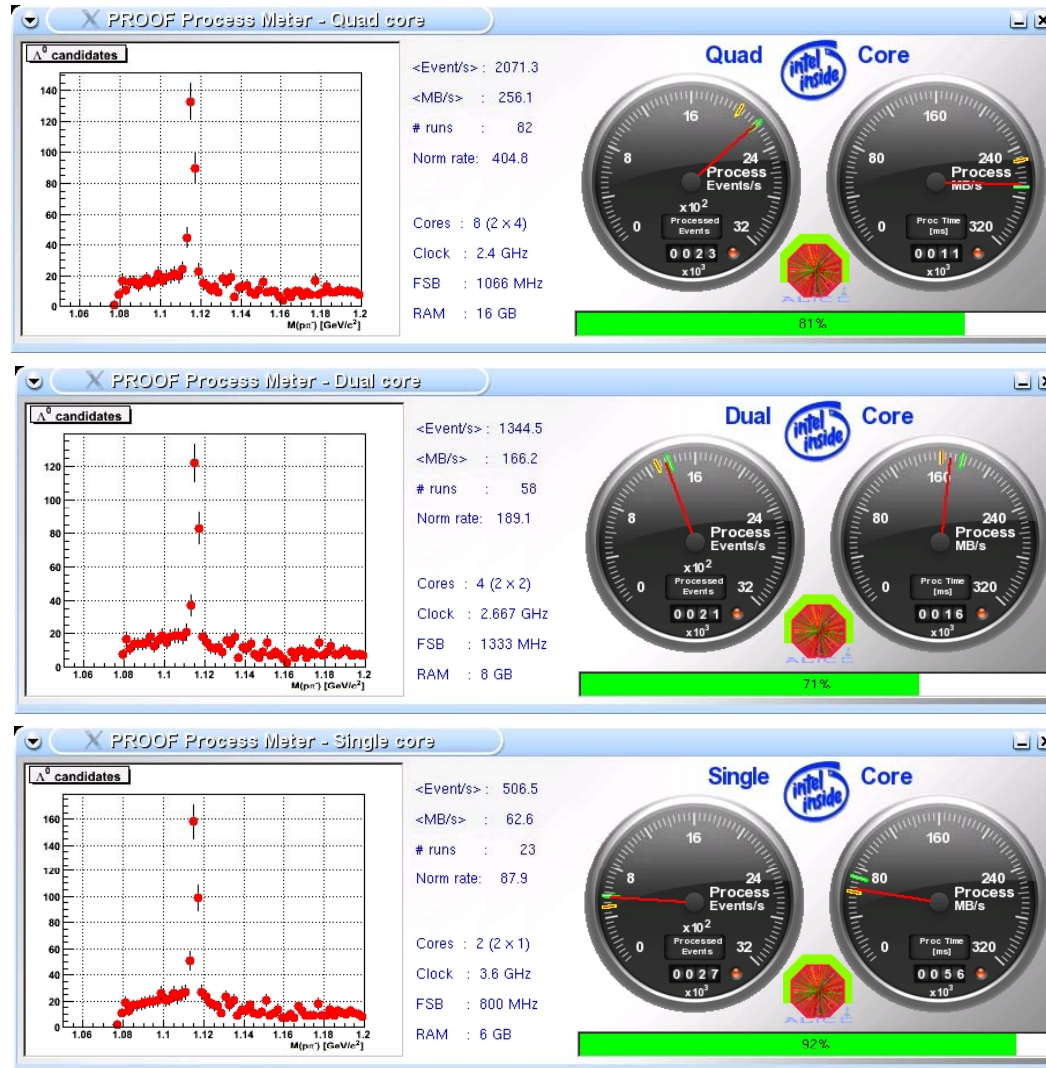 PROOF Process Meter - Quad core
Λ⁰ candidates
140
120
100
80
60
40
20
0
1.06 1.08 1.1 1.12 1.14 1.16 1.18 1.2
M(pπ⁻) [GeV/c²]
<Event/s> : 2071.3
<MB/s> : 256.1
# runs : 82
Norm rate: 404.8
Cores : 8 (2 x 4)
Clock : 2.4 GHz
FSB : 1066 MHz
RAM : 16 GB
Quad intel inside Core
0 8 16 24 32
Process
Events/s
x10²
Processed
Events
0023
x10³
0 80 160 240 320
Process
MB/s
Proc Time
[ms]
0011
x10³
ALICE
81%
PROOF Process Meter - Dual core
Λ⁰ candidates
120
100
80
60
40
20
0
1.06 1.08 1.1 1.12 1.14 1.16 1.18 1.2
M(pπ⁻) [GeV/c²]
<Event/s> : 1344.5
<MB/s> : 166.2
# runs : 58
Norm rate: 189.1
Cores : 4 (2 x 2)
Clock : 2.667 GHz
FSB : 1333 MHz
RAM : 8 GB
Dual intel inside Core
0 8 16 24 32
Process
Events/s
x10²
Processed
Events
0021
x10³
0 80 160 240 320
Process
MB/s
Proc Time
[ms]
0016
x10³
ALICE
71%
PROOF Process Meter - Single core
Λ⁰ candidates
160
140
120
100
80
60
40
20
0
1.06 1.08 1.1 1.12 1.14 1.16 1.18 1.2
M(pπ⁻) [GeV/c²]
<Event/s> : 506.5
<MB/s> : 62.6
# runs : 23
Norm rate: 87.9
Cores : 2 (2 x 1)
Clock : 3.6 GHz
FSB : 800 MHz
RAM : 6 GB
Single intel inside Core
0 8 16 24 32
Process
Events/s
x10²
Processed
Events
0027
x10³
0 80 160 240 320
Process
MB/s
Proc Time
[ms]
0056
x10³
ALICE
92%